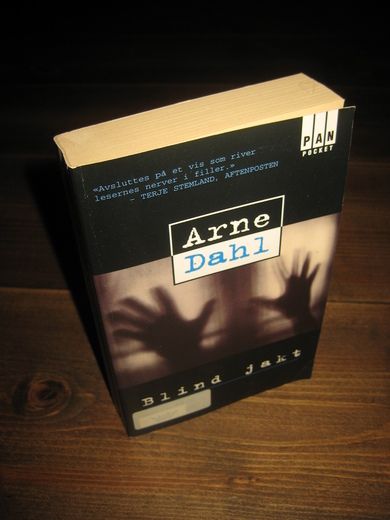 PAN
POCKET
«Avsluttes på et vis som river
lesernes nerver i filler.»
– TERJE STEMLAND, AFTENPOSTEN
Arne
Dahl
Blind jakt